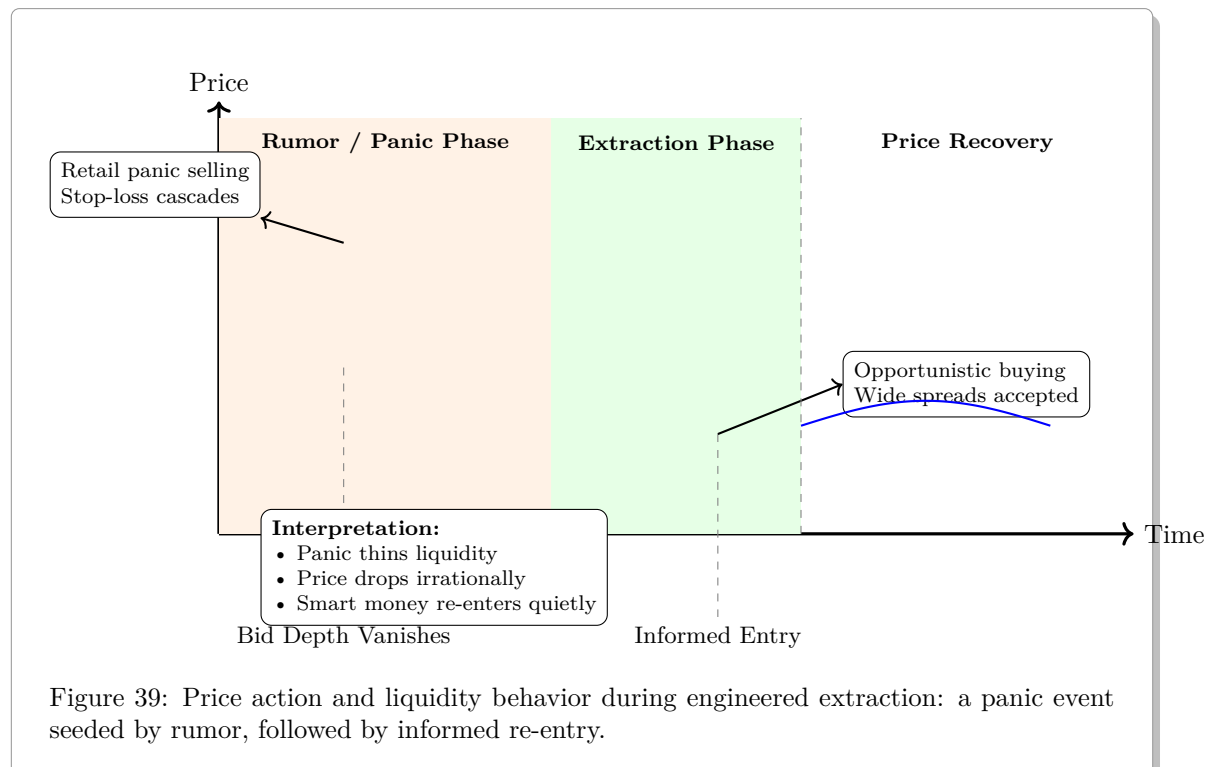 Price
Rumor / Panic Phase
Extraction Phase
Price Recovery
Retail panic selling
Stop-loss cascades
Opportunistic buying
Wide spreads accepted
Time
Interpretation:
• Panic thins liquidity
• Price drops irrationally
• Smart money re-enters quietly
Bid Depth Vanishes
Informed Entry
Figure 39: Price action and liquidity behavior during engineered extraction: a panic event
seeded by rumor, followed by informed re-entry.